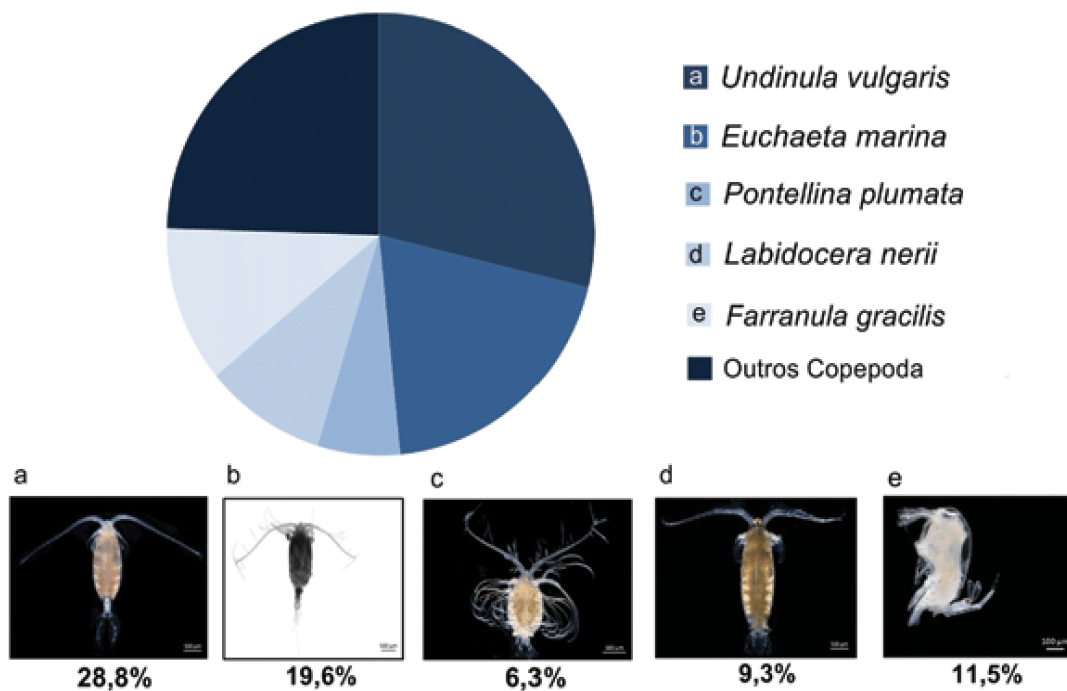 a Undinula vulgaris
b Euchaeta marina
c Pontellina plumata
d Labidocera nerii
e Farranula gracilis
Outros Copepoda
a b c d e
100 µm
28,8% 19,6% 6,3% 9,3% 11,5%